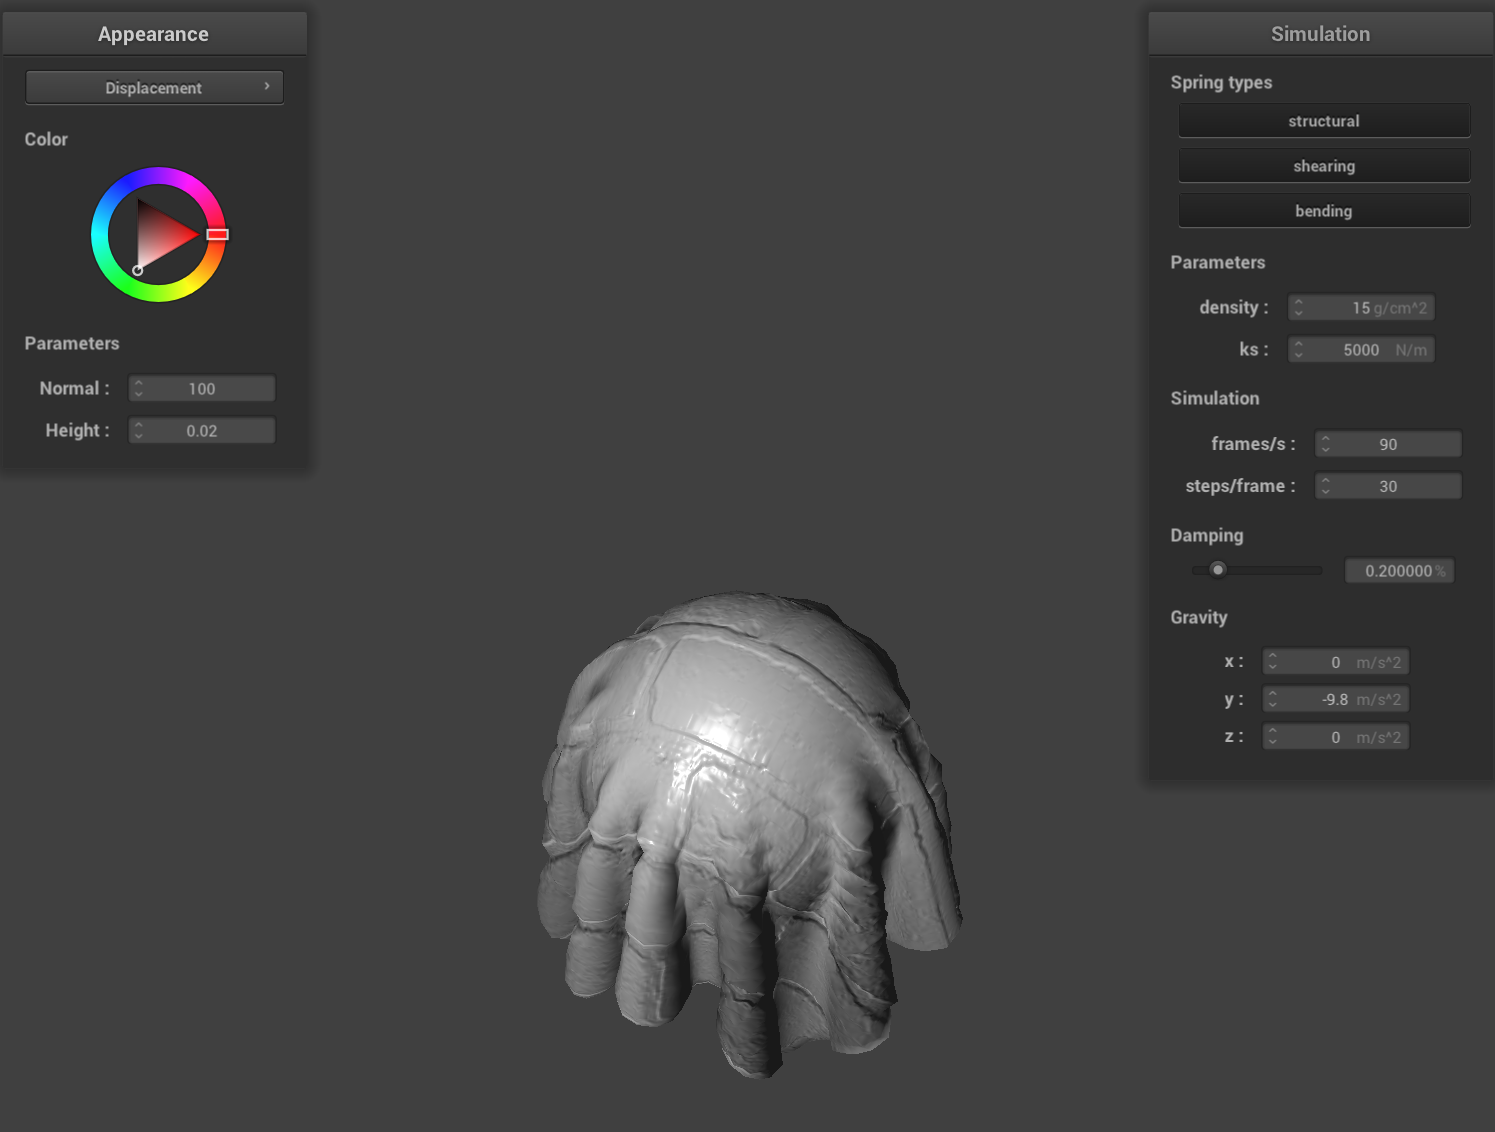 Appearance
Displacement
Color
Parameters
Normal : 100
Height : 0.02
Simulation
Spring types
structural
shearing
bending
Parameters
density : 15 g/cm^2
ks : 5000 N/m
Simulation
frames/s : 90
steps/frame : 30
Damping
0.200000 %
Gravity
x : 0 m/s^2
y : -9.8 m/s^2
z : 0 m/s^2